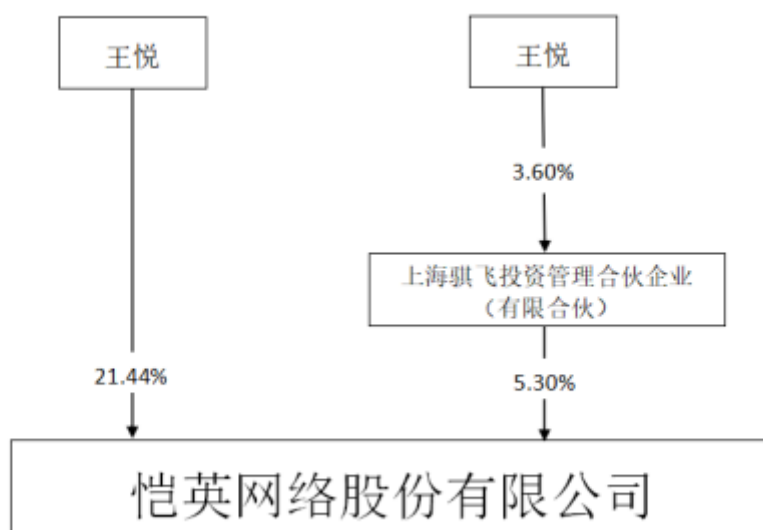 王悦
王悦
3.60%
上海骐飞投资管理合伙企业
（有限合伙）
21.44%
5.30%
恺英网络股份有限公司